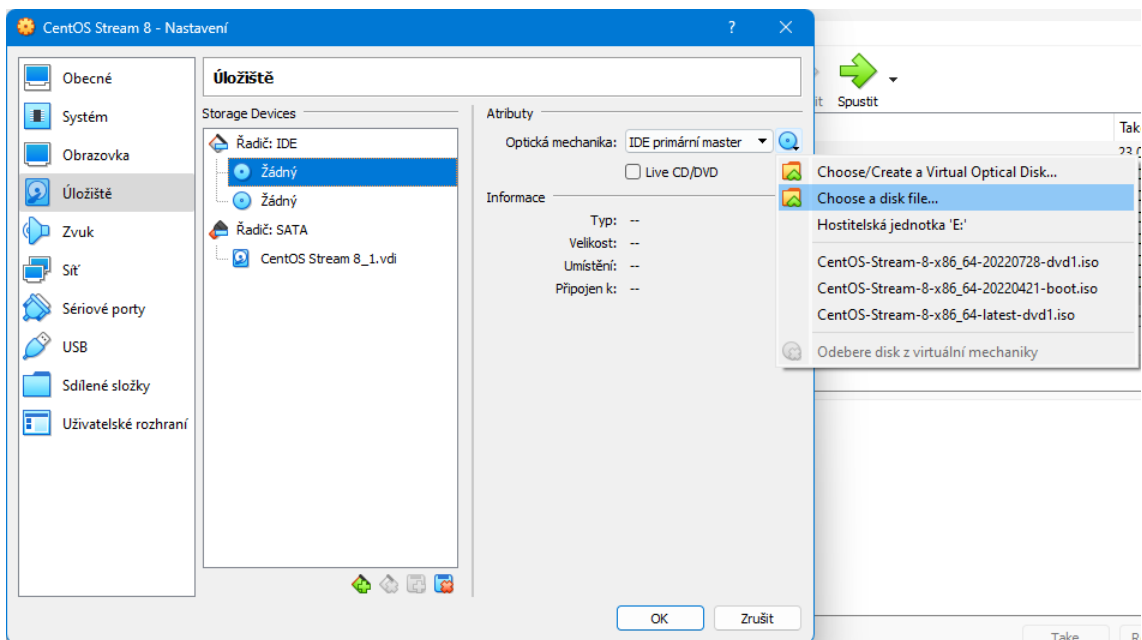 CentOS Stream 8 - Nastavení
?
Obecné
Systém
Obrazovka
Úložiště
Zvuk
Síť
Sériové porty
USB
Sdílené složky
Uživatelské rozhraní
Úložiště
Storage Devices
Řadič: IDE
Žádný
Žádný
Řadič: SATA
CentOS Stream 8_1.vdi
Atributy
Optická mechanika: IDE primární master
Live CD/DVD
Informace
Typ: --
Velikost: --
Umístění: --
Připojen k: --
OK
Zrušit
it Spustit
Tak
23.0
Choose/Create a Virtual Optical Disk...
Choose a disk file...
Hostitelská jednotka 'E:'
CentOS-Stream-8-x86_64-20220728-dvd1.iso
CentOS-Stream-8-x86_64-20220421-boot.iso
CentOS-Stream-8-x86_64-latest-dvd1.iso
Odebere disk z virtuální mechaniky
Take
R